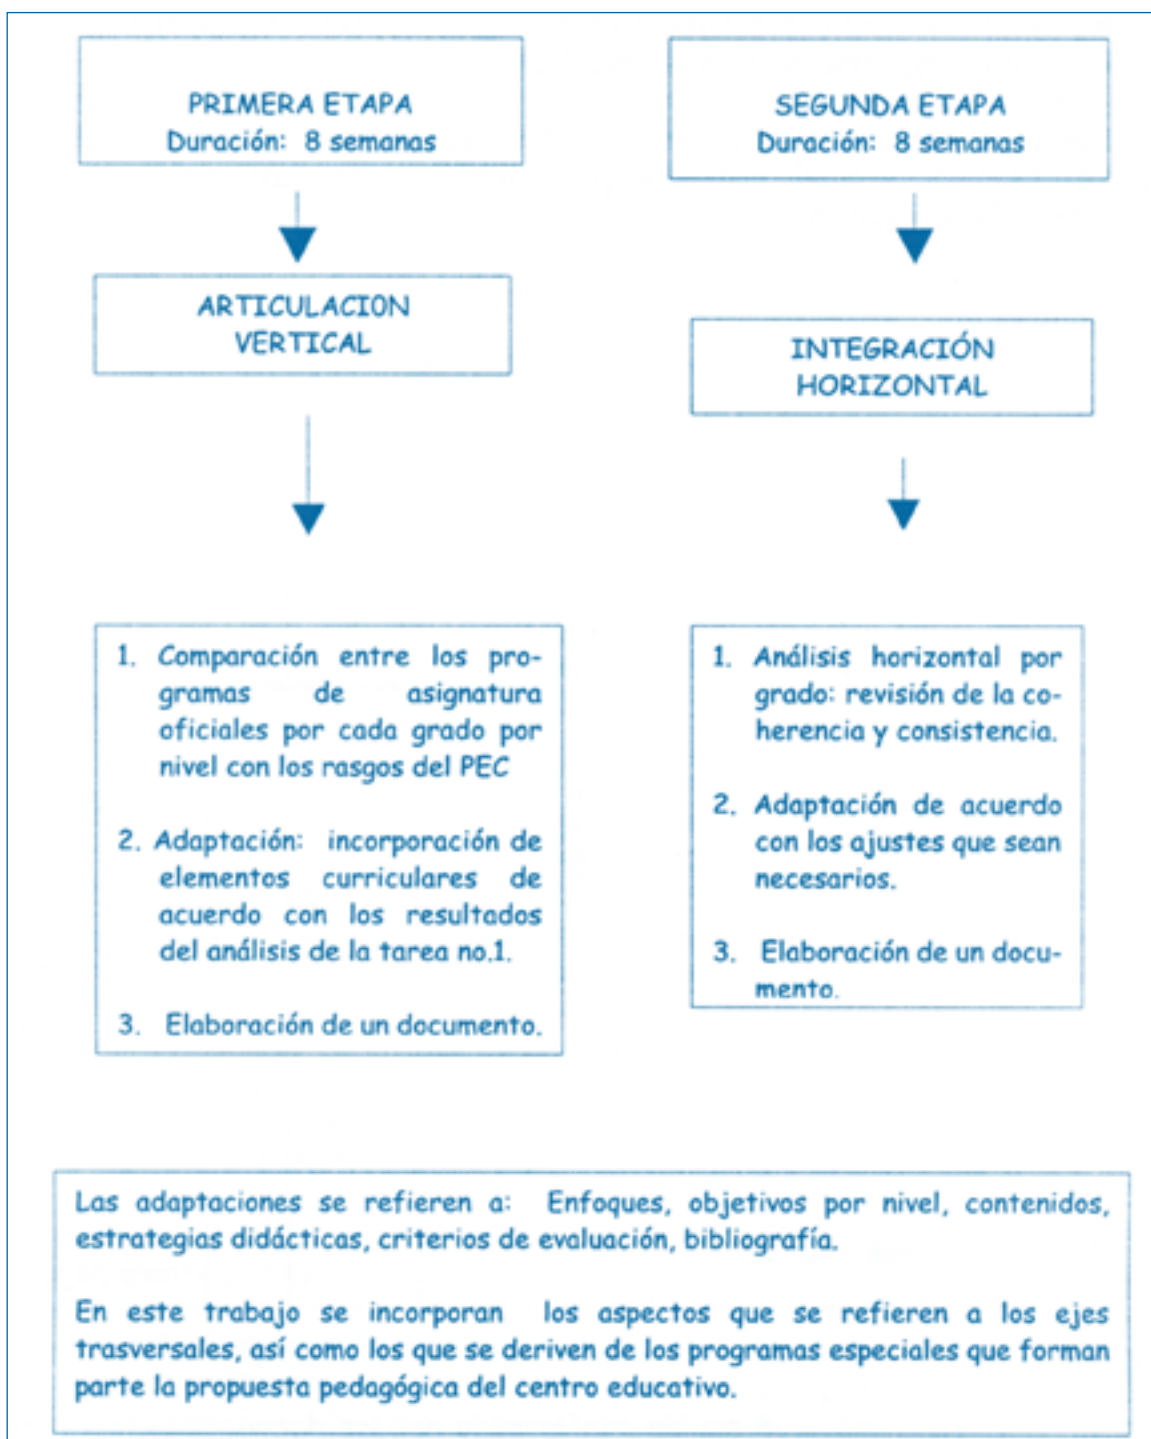 PRIMERA ETAPA
Duración: 8 semanas
ARTICULACION
VERTICAL
1. Comparación entre los pro-
gramas de asignatura
oficiales por cada grado por
nivel con los rasgos del PEC
2. Adaptación: incorporación de
elementos curriculares de
acuerdo con los resultados
del análisis de la tarea no.1.
3. Elaboración de un documento.
SEGUNDA ETAPA
Duración: 8 semanas
INTEGRACIÓN
HORIZONTAL
1. Análisis horizontal por
grado: revisión de la co-
herencia y consistencia.
2. Adaptación de acuerdo
con los ajustes que sean
necesarios.
3. Elaboración de un docu-
mento.
Las adaptaciones se refieren a: Enfoques, objetivos por nivel, contenidos,
estrategias didácticas, criterios de evaluación, bibliografía.
En este trabajo se incorporan los aspectos que se refieren a los ejes
trasversales, así como los que se derivan de los programas especiales que forman
parte la propuesta pedagógica del centro educativo.